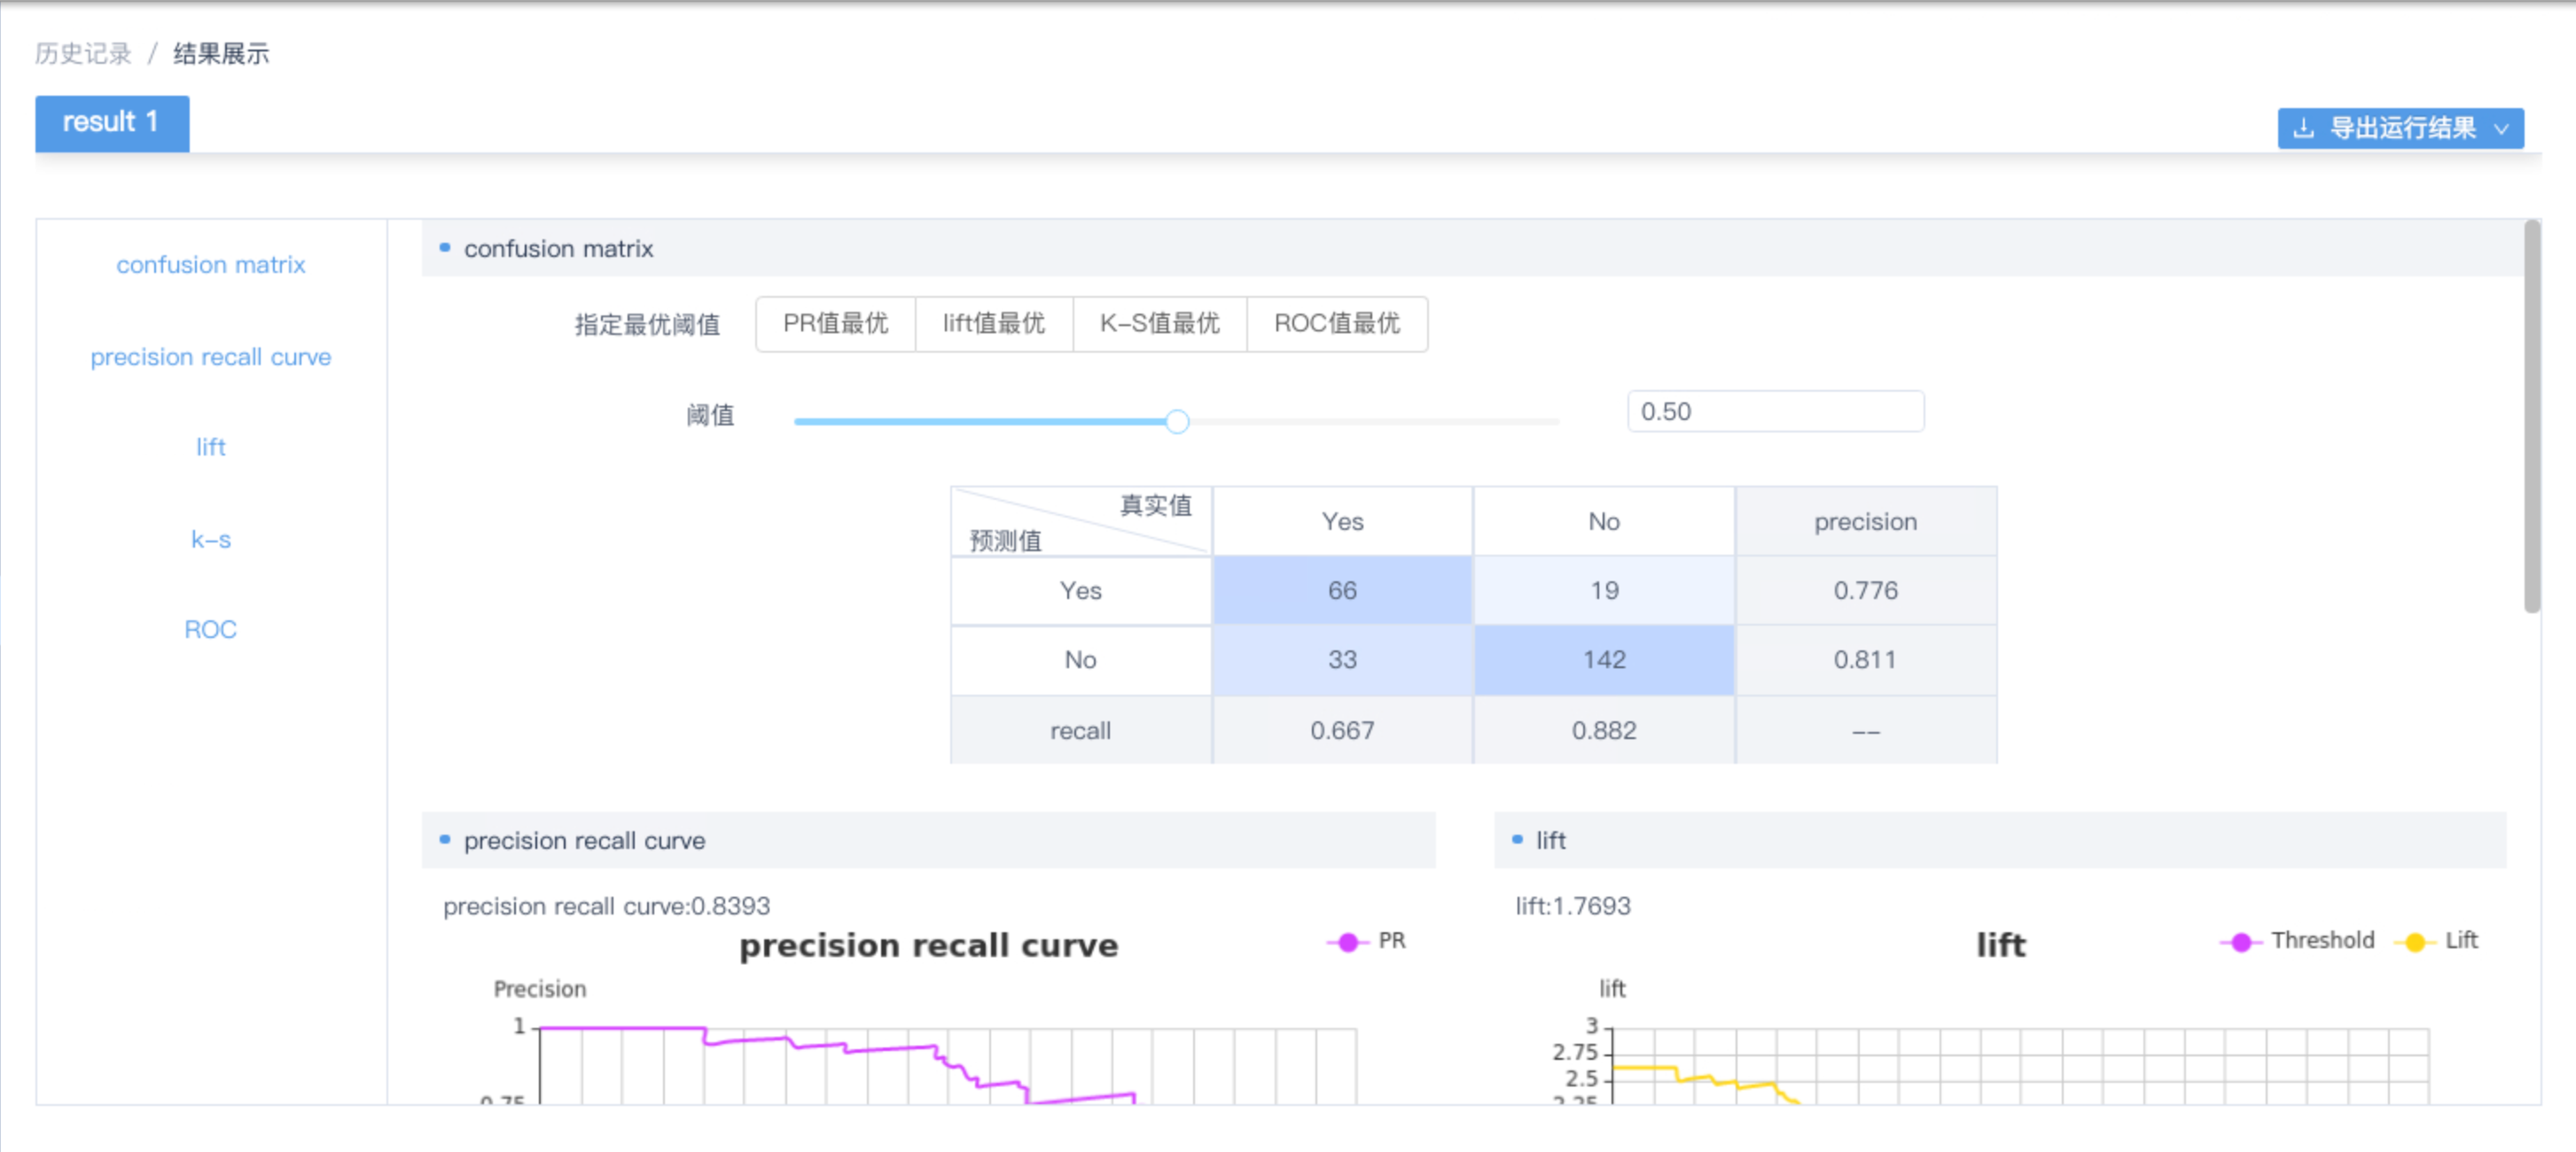 历史记录 / 结果展示
result 1
导出运行结果
confusion matrix
precision recall curve
lift
k-s
ROC
confusion matrix
指定最优阈值 PR值最优 lift值最优 K-S值最优 ROC值最优
阈值 0.50
真实值 预测值 Yes No precision
Yes 66 19 0.776
No 33 142 0.811
recall 0.667 0.882 --
precision recall curve
precision recall curve:0.8393
precision recall curve
PR
Precision
1
0.75
lift
lift:1.7693
lift
Threshold Lift
lift
3
2.75
2.5
2.25